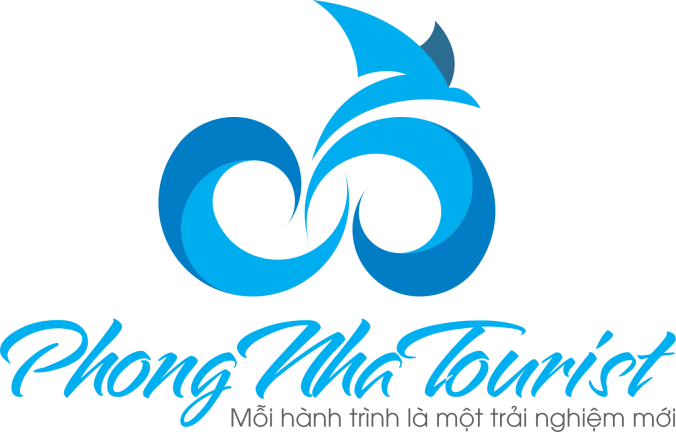 Phong Nha Tourist
Mỗi hành trình là một trải nghiệm mới